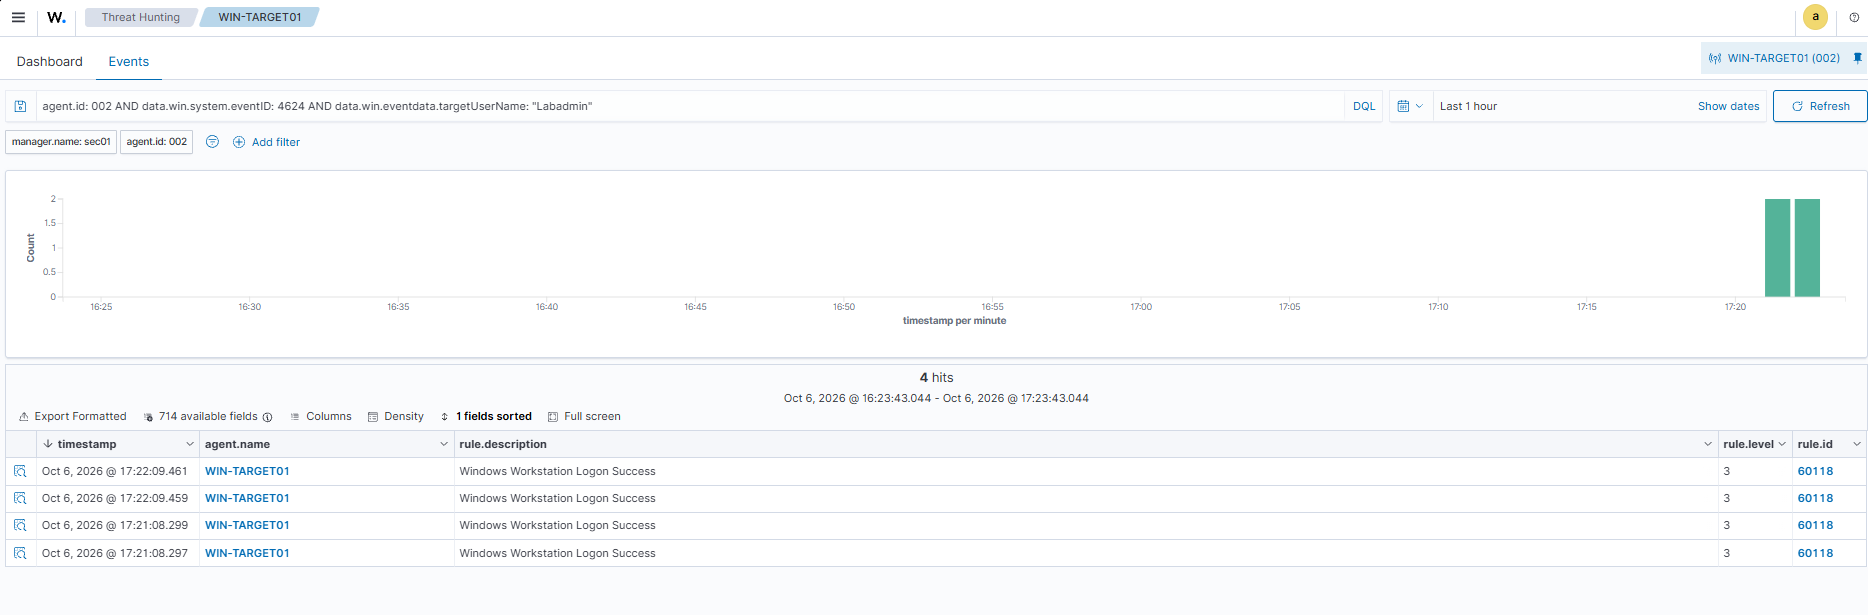 W. Threat Hunting WIN-TARGET01 a
Dashboard Events WIN-TARGET01 (002)
agent.id: 002 AND data.win.system.eventID: 4624 AND data.win.eventdata.targetUserName: "Labadmin" DQL Last 1 hour Show dates Refresh
manager.name: sec01 agent.id: 002 Add filter
2
1.5
1
0.5
0
Count
16:25 16:30 16:35 16:40 16:45 16:50 16:55 17:00 17:05 17:10 17:15 17:20
timestamp per minute
4 hits
Oct 6, 2026 @ 16:23:43.044 - Oct 6, 2026 @ 17:23:43.044
Export Formatted 714 available fields Columns Density 1 fields sorted Full screen
timestamp agent.name rule.description rule.level rule.id
Oct 6, 2026 @ 17:22:09.461 WIN-TARGET01 Windows Workstation Logon Success 3 60118
Oct 6, 2026 @ 17:22:09.459 WIN-TARGET01 Windows Workstation Logon Success 3 60118
Oct 6, 2026 @ 17:21:08.299 WIN-TARGET01 Windows Workstation Logon Success 3 60118
Oct 6, 2026 @ 17:21:08.297 WIN-TARGET01 Windows Workstation Logon Success 3 60118